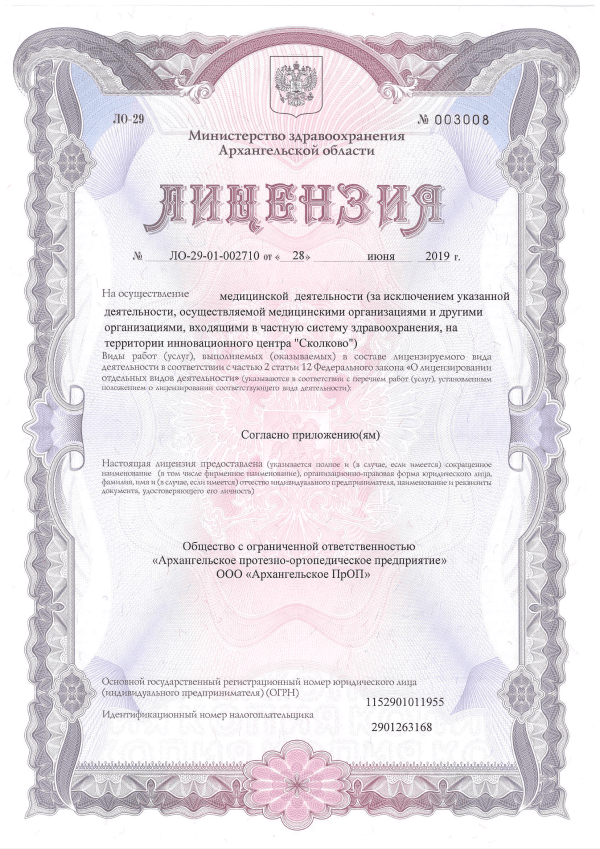 ЛО-29
№ 003008
Министерство здравоохранения
Архангельской области
ЛИЦЕНЗИЯ
№ ЛО-29-01-002710 от « 28» июня 2019 г.
На осуществление медицинской деятельности (за исключением указанной
деятельности, осуществляемой медицинскими организациями и другими
организациями, входящими в частную систему здравоохранения, на
территории инновационного центра "Сколково")
Виды работ (услуг), выполняемых (оказываемых) в составе лицензируемого вида
деятельности в соответствии с частью 2 статьи 12 Федерального закона «О лицензировании
отдельных видов деятельности» (указываются в соответствии с перечнем работ (услуг), установленным
положением о лицензировании соответствующего вида деятельности):
Согласно приложению(ям)
Настоящая лицензия предоставлена (указывается полное и (в случае, если имеется) сокращенное
наименование (в том числе фирменное наименование), организационно-правовая форма юридического лица,
фамилия, имя и (в случае, если имеется) отчество индивидуального предпринимателя, наименование и реквизиты
документа, удостоверяющего его личность)
Общество с ограниченной ответственностью
«Архангельское протезно-ортопедическое предприятие»
ООО «Архангельское ПрОП»
Основной государственный регистрационный номер юридического лица
(индивидуального предпринимателя) (ОГРН)
1152901011955
Идентификационный номер налогоплательщика
2901263168